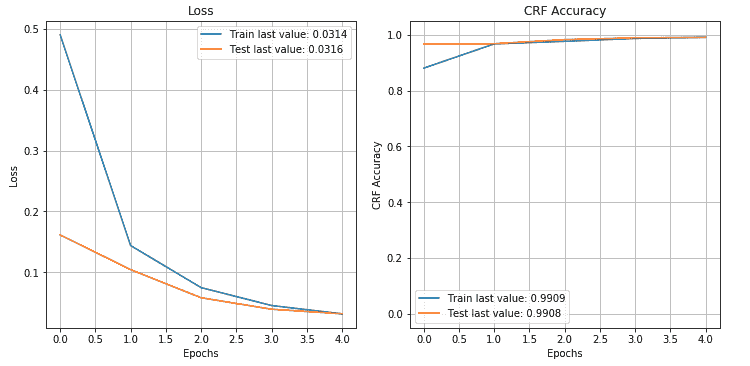 Loss
Train last value: 0.0314
Test last value: 0.0316
0.5
0.4
0.3
0.2
0.1
Loss
0.0 0.5 1.0 1.5 2.0 2.5 3.0 3.5 4.0
Epochs
CRF Accuracy
1.0
0.8
0.6
0.4
0.2
0.0
CRF Accuracy
Train last value: 0.9909
Test last value: 0.9908
0.0 0.5 1.0 1.5 2.0 2.5 3.0 3.5 4.0
Epochs